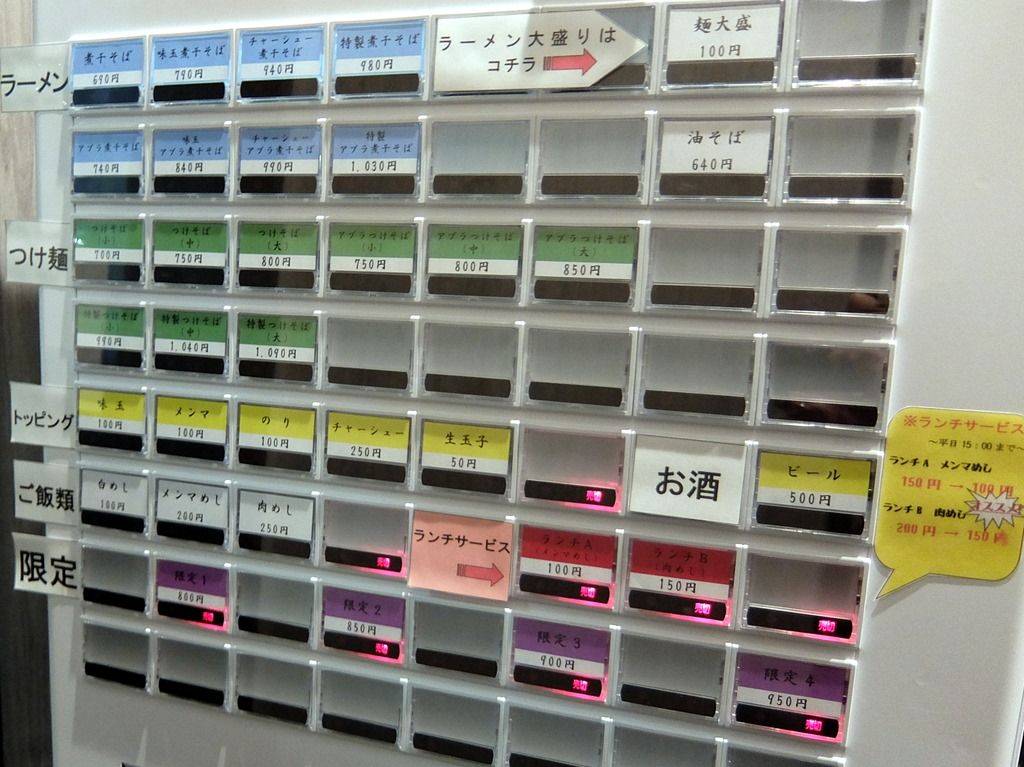 ラーメン
煮干そば
690円
味玉煮干そば
790円
チャーシュー
煮干そば
940円
特製煮干そば
980円
ラーメン大盛りは
コチラ
麺大盛
100円
アブラ煮干そば
740円
味玉
アブラ煮干そば
840円
チャーシュー
アブラ煮干そば
990円
特製
アブラ煮干そば
1,030円
油そば
640円
つけ麺
つけそば
(小)
700円
つけそば
(中)
750円
つけそば
(大)
800円
アブラつけそば
(小)
750円
アブラつけそば
(中)
800円
アブラつけそば
(大)
850円
特製つけそば
(小)
990円
特製つけそば
(中)
1,040円
特製つけそば
(大)
1,090円
トッピング
味玉
100円
メンマ
100円
のり
100円
チャーシュー
250円
生玉子
50円
売切
お酒
ビール
500円
ご飯類
白めし
100円
メンマめし
200円
肉めし
250円
売切
ランチサービス
ランチA
(メンマめし)
100円
売切
ランチB
(肉めし)
150円
売切
売切
限定
限定1
800円
売切
限定2
850円
売切
限定3
900円
売切
限定4
950円
売切
※ランチサービス
～平日15:00まで～
ランチA メンマめし
150円→100円
ランチB 肉めし
オススメ!
200円→150円